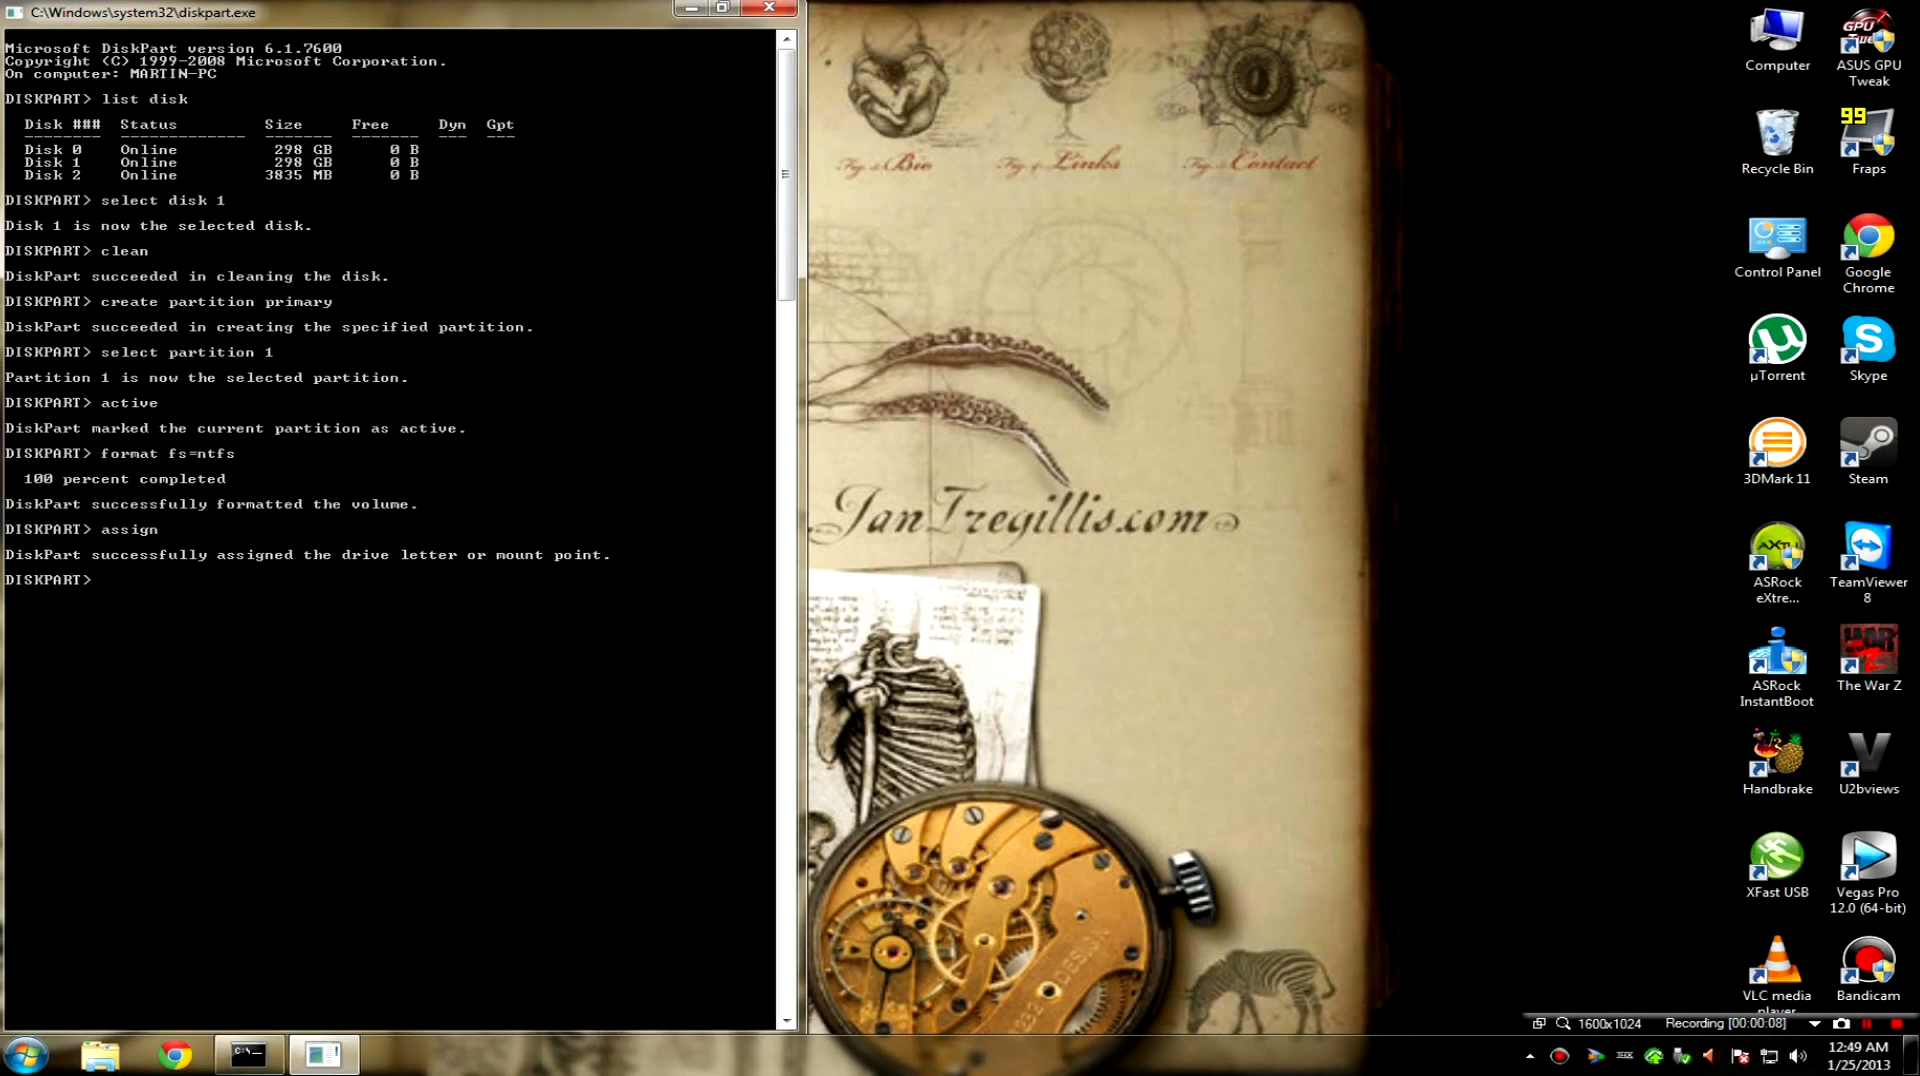 C:\Windows\system32\diskpart.exe
Microsoft DiskPart version 6.1.7600
Copyright (C) 1999-2008 Microsoft Corporation.
On computer: MARTIN-PC
DISKPART> list disk
Disk ### Status Size Free Dyn Gpt
-------- ------------- ------- ------- --- ---
Disk 0 Online 298 GB 0 B
Disk 1 Online 298 GB 0 B
Disk 2 Online 3835 MB 0 B
DISKPART> select disk 1
Disk 1 is now the selected disk.
DISKPART> clean
DiskPart succeeded in cleaning the disk.
DISKPART> create partition primary
DiskPart succeeded in creating the specified partition.
DISKPART> select partition 1
Partition 1 is now the selected partition.
DISKPART> active
DiskPart marked the current partition as active.
DISKPART> format fs=ntfs
100 percent completed
DiskPart successfully formatted the volume.
DISKPART> assign
DiskPart successfully assigned the drive letter or mount point.
DISKPART>
Bio
Links
Contact
IanTregillis.com
Computer
ASUS GPU
Tweak
Recycle Bin
99
Fraps
Control Panel
Google
Chrome
µTorrent
Skype
3DMark 11
Steam
ASRock
eXtre...
TeamViewer
8
ASRock
InstantBoot
The War Z
Handbrake
U2bviews
XFast USB
Vegas Pro
12.0 (64-bit)
VLC media
player
Bandicam
1600x1024
Recording [00:00:08]
12:49 AM
1/25/2013